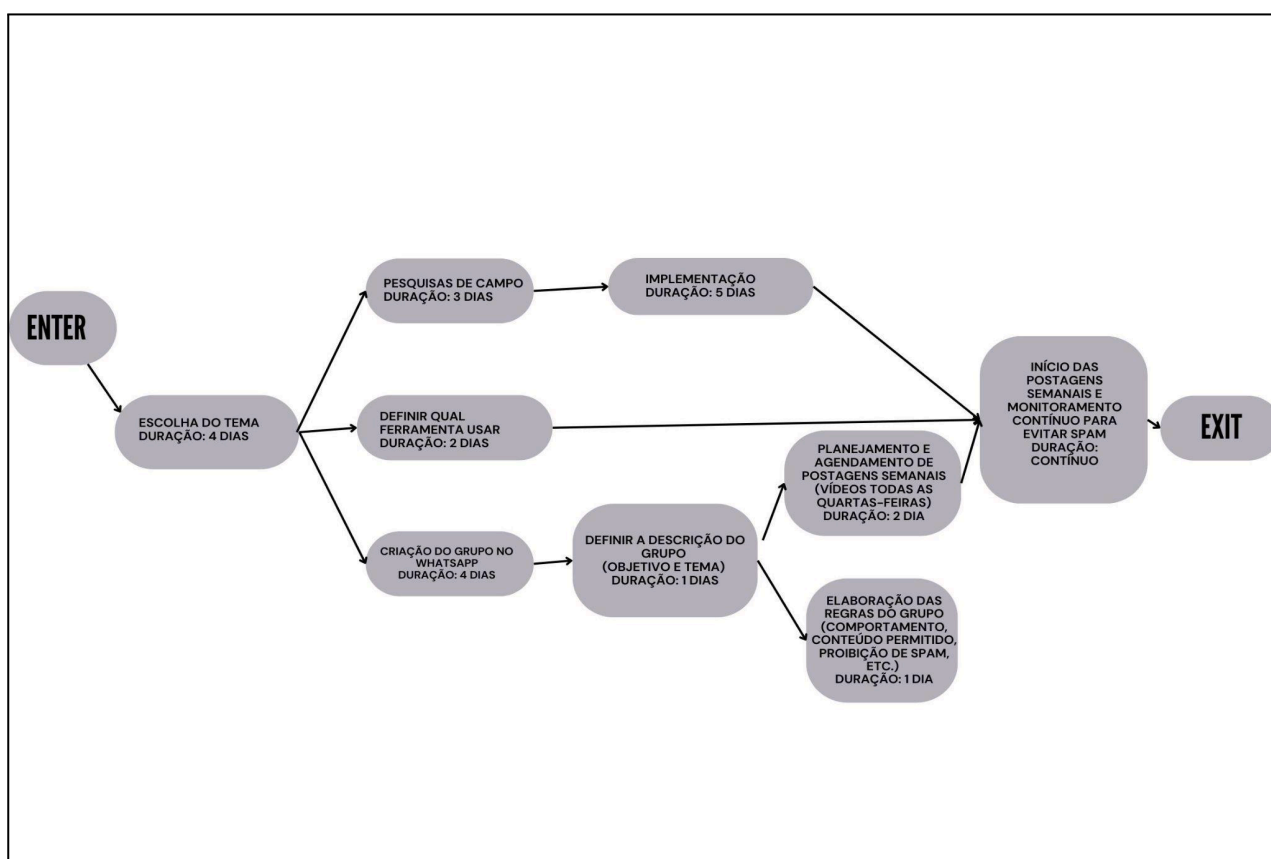 ENTER
ESCOLHA DO TEMA
DURAÇÃO: 4 DIAS
PESQUISAS DE CAMPO
DURAÇÃO: 3 DIAS
IMPLEMENTAÇÃO
DURAÇÃO: 5 DIAS
DEFINIR QUAL
FERRAMENTA USAR
DURAÇÃO: 2 DIAS
CRIAÇÃO DO GRUPO NO
WHATSAPP
DURAÇÃO: 4 DIAS
DEFINIR A DESCRIÇÃO DO
GRUPO
(OBJETIVO E TEMA)
DURAÇÃO: 1 DIAS
PLANEJAMENTO E
AGENDAMENTO DE
POSTAGENS SEMANAIS
(VÍDEOS TODAS AS
QUARTAS-FEIRAS)
DURAÇÃO: 2 DIA
ELABORAÇÃO DAS
REGRAS DO GRUPO
(COMPORTAMENTO,
CONTEÚDO PERMITIDO,
PROIBIÇÃO DE SPAM,
ETC.)
DURAÇÃO: 1 DIA
INÍCIO DAS
POSTAGENS
SEMANAIS E
MONITORAMENTO
CONTÍNUO PARA
EVITAR SPAM
DURAÇÃO:
CONTÍNUO
EXIT